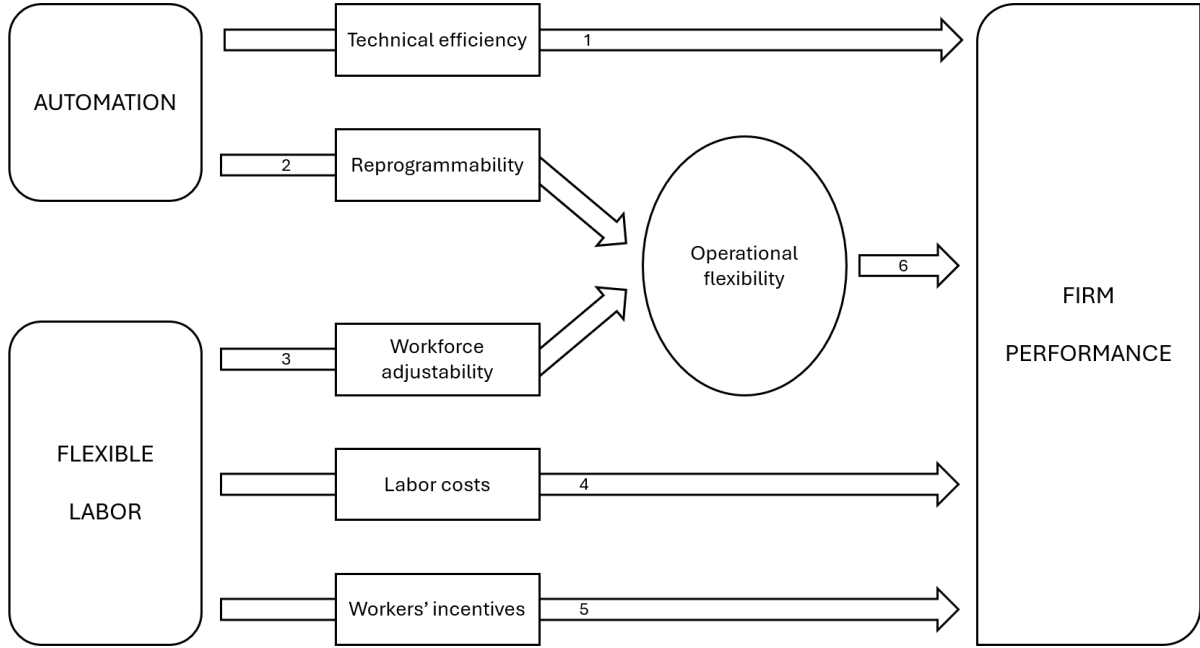 AUTOMATION
Technical efficiency
1
2
Reprogrammability
Operational
flexibility
6
FIRM
PERFORMANCE
FLEXIBLE
LABOR
3
Workforce
adjustability
Labor costs
4
Workers’ incentives
5